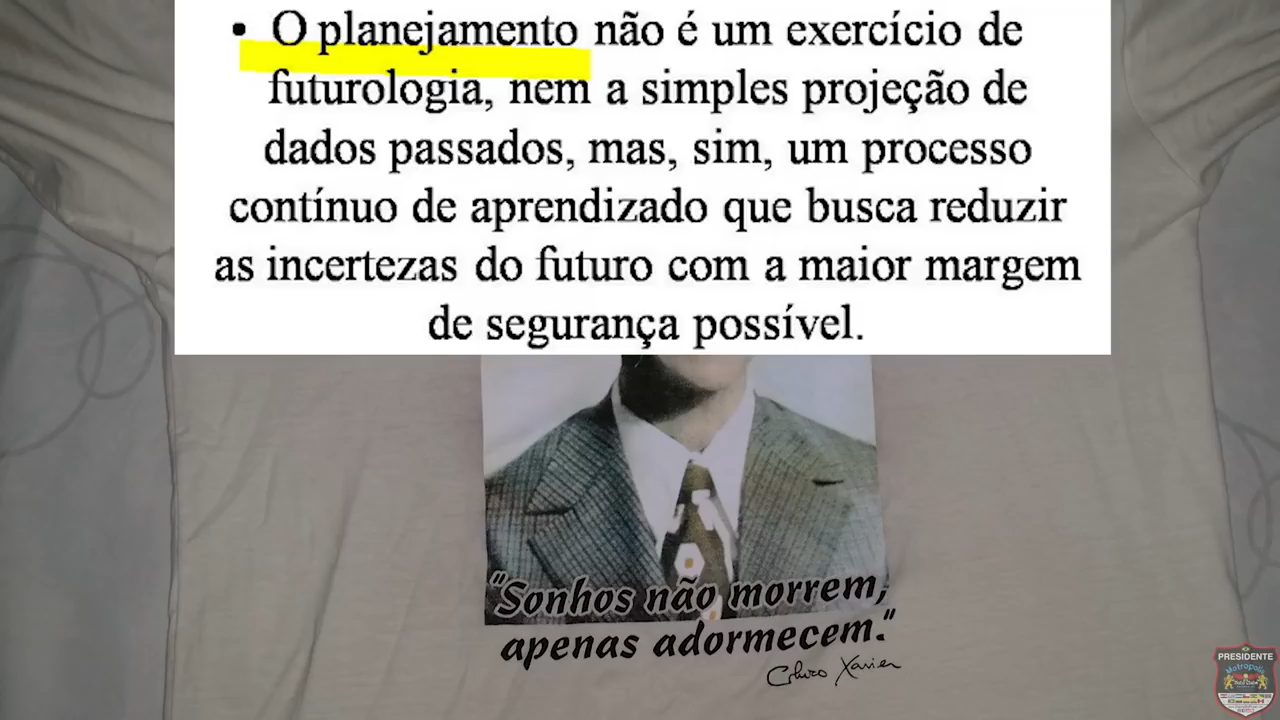 • O planejamento não é um exercício de
futurologia, nem a simples projeção de
dados passados, mas, sim, um processo
contínuo de aprendizado que busca reduzir
as incertezas do futuro com a maior margem
de segurança possível.
"Sonhos não morrem,
apenas adormecem."
Chico Xavier
PRESIDENTE
Metropolis